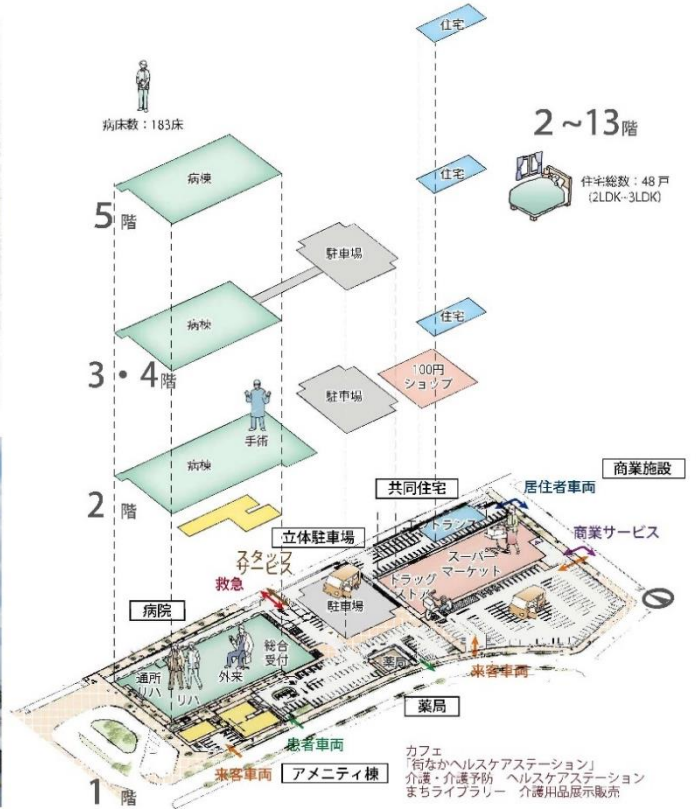 住宅
病床数：183床
2～13階
住宅総数：48戸
(2LDK~3LDK)
病棟
住宅
5階
駐車場
病棟
住宅
3・4階
100円
ショップ
駐車場
手術
病棟
2階
商業施設
共同住宅
居住者車両
エントランス
商業サービス
立体駐車場
スーパー
マーケット
スタッフ
サービス
ドラッグ
ストア
救急
駐車場
病院
総合
受付
通所
リハ
リハ
外来
薬局
来客車両
薬局
患者車両
来客車両
アメニティ棟
1階
カフェ
「街なかヘルスケアステーション」
介護・介護予防　ヘルスケアステーション
まちライブラリー　介護用品展示販売